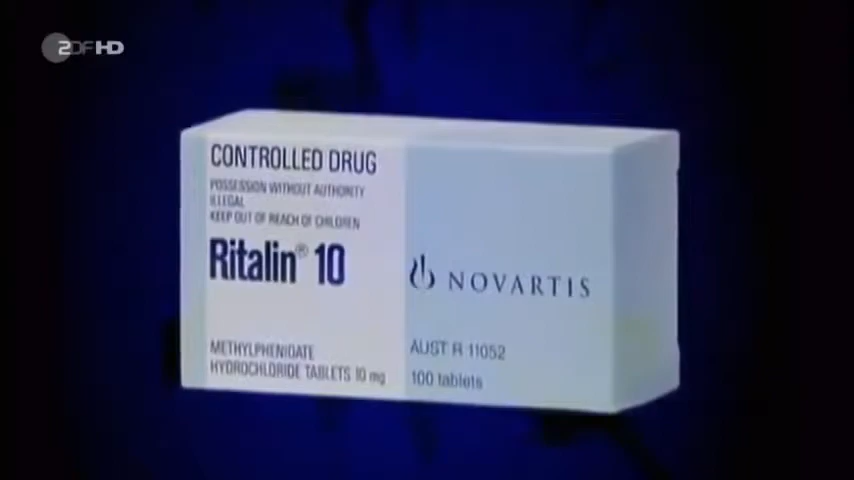 ZDF HD
CONTROLLED DRUG
POSSESSION WITHOUT AUTHORITY
ILLEGAL
KEEP OUT OF REACH OF CHILDREN
Ritalin® 10
NOVARTIS
METHYLPHENIDATE
HYDROCHLORIDE TABLETS 10 mg
AUST R 11052
100 tablets